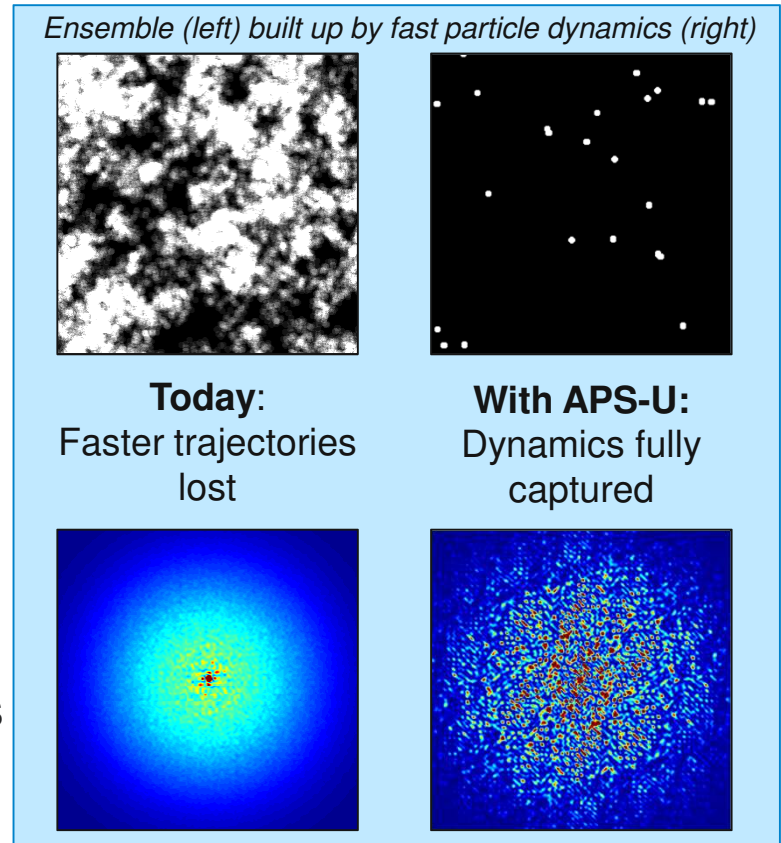 Ensemble (left) built up by fast particle dynamics (right)
Today:
Faster trajectories
lost
With APS-U:
Dynamics fully
captured
s